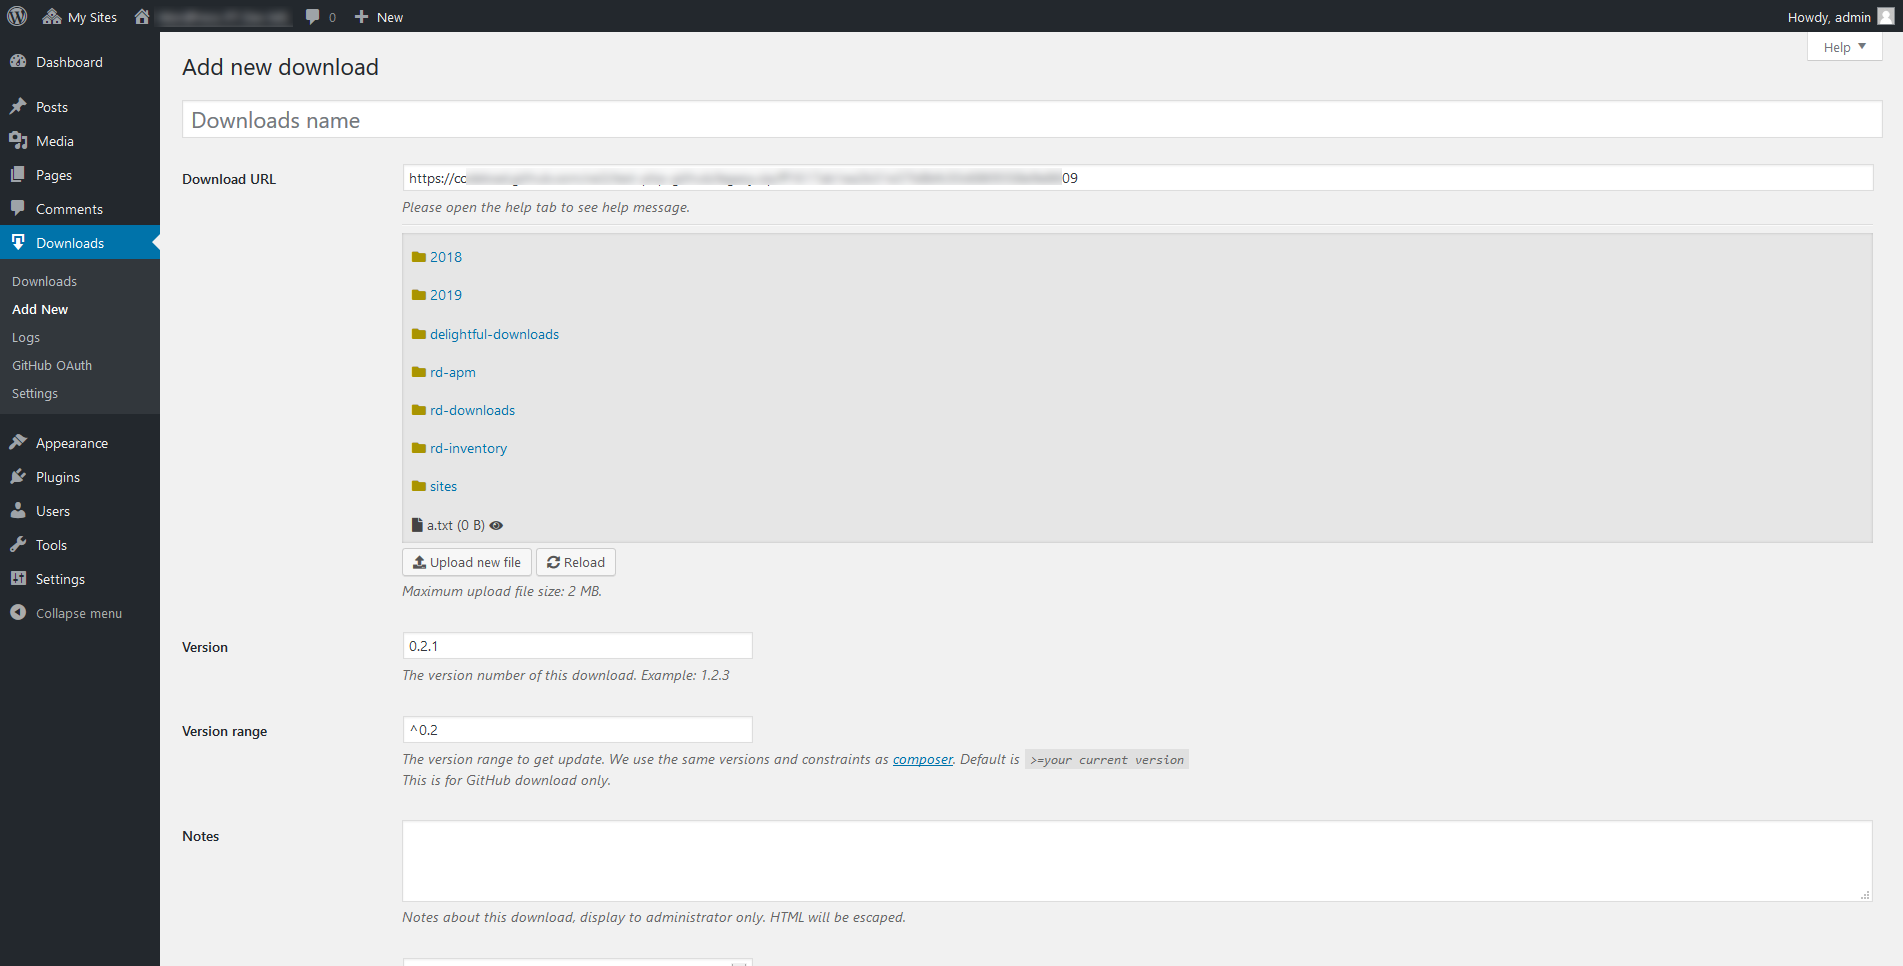 My Sites
0
New
Howdy, admin
Help
Dashboard
Posts
Media
Pages
Comments
Downloads
Downloads
Add New
Logs
GitHub OAuth
Settings
Appearance
Plugins
Users
Tools
Settings
Collapse menu
Add new download
Downloads name
Download URL
https://co 09
Please open the help tab to see help message.
2018
2019
delightful-downloads
rd-apm
rd-downloads
rd-inventory
sites
a.txt (0 B)
Upload new file
Reload
Maximum upload file size: 2 MB.
Version
0.2.1
The version number of this download. Example: 1.2.3
Version range
^0.2
The version range to get update. We use the same versions and constraints as composer. Default is >=your current version
This is for GitHub download only.
Notes
Notes about this download, display to administrator only. HTML will be escaped.